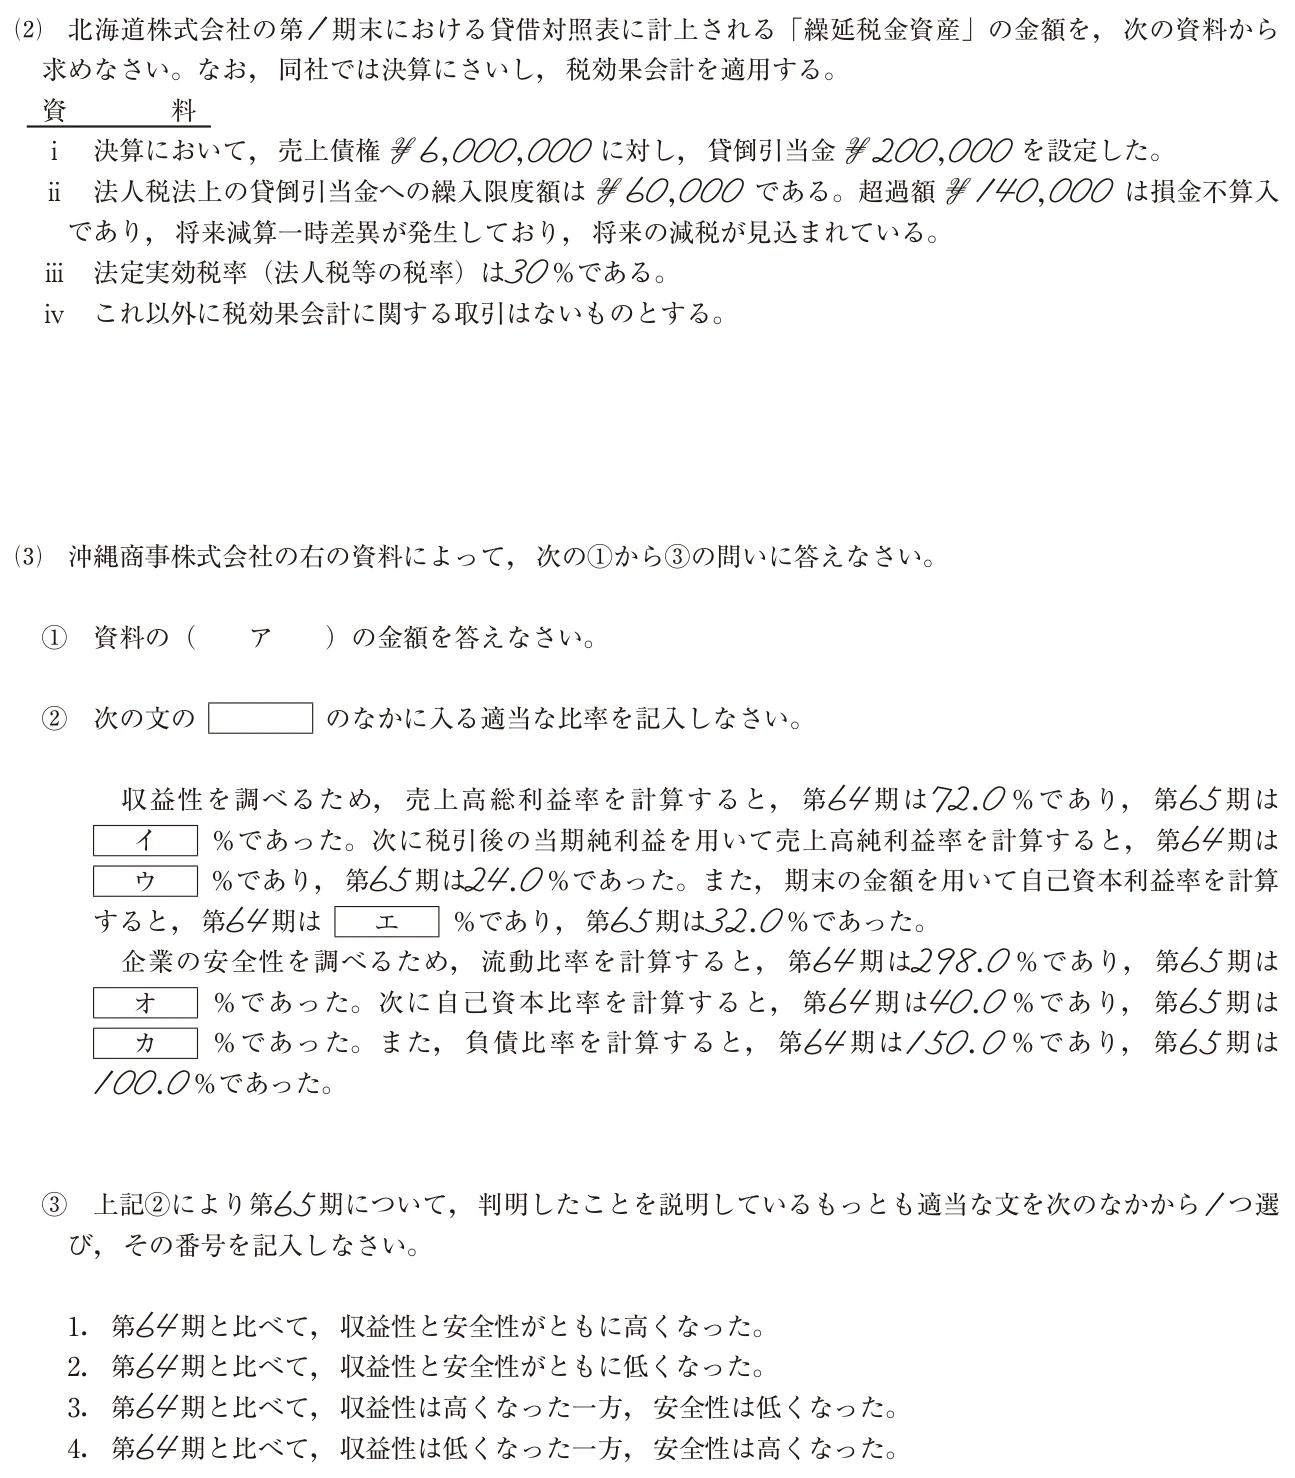 ⑵　北海道株式会社の第1期末における貸借対照表に計上される「繰延税金資産」の金額を，次の資料から
求めなさい。なお，同社では決算にさいし，税効果会計を適用する。
資　　　　料
ⅰ　決算において，売上債権¥6,000,000に対し，貸倒引当金¥200,000を設定した。
ⅱ　法人税法上の貸倒引当金への繰入限度額は¥60,000である。超過額¥140,000は損金不算入
であり，将来減算一時差異が発生しており，将来の減税が見込まれている。
ⅲ　法定実効税率（法人税等の税率）は30％である。
ⅳ　これ以外に税効果会計に関する取引はないものとする。
⑶　沖縄商事株式会社の右の資料によって，次の①から③の問いに答えなさい。
①　資料の（　　ア　　）の金額を答えなさい。
②　次の文の　　　　のなかに入る適当な比率を記入しなさい。
収益性を調べるため，売上高総利益率を計算すると，第64期は72.0％であり，第65期は
イ　％であった。次に税引後の当期純利益を用いて売上高純利益率を計算すると，第64期は
ウ　％であり，第65期は24.0％であった。また，期末の金額を用いて自己資本利益率を計算
すると，第64期は　エ　％であり，第65期は32.0％であった。
企業の安全性を調べるため，流動比率を計算すると，第64期は298.0％であり，第65期は
オ　％であった。次に自己資本比率を計算すると，第64期は40.0％であり，第65期は
カ　％であった。また，負債比率を計算すると，第64期は150.0％であり，第65期は
100.0％であった。
③　上記②により第65期について，判明したことを説明しているもっとも適当な文を次のなかから1つ選
び，その番号を記入しなさい。
1．第64期と比べて，収益性と安全性がともに高くなった。
2．第64期と比べて，収益性と安全性がともに低くなった。
3．第64期と比べて，収益性は高くなった一方，安全性は低くなった。
4．第64期と比べて，収益性は低くなった一方，安全性は高くなった。